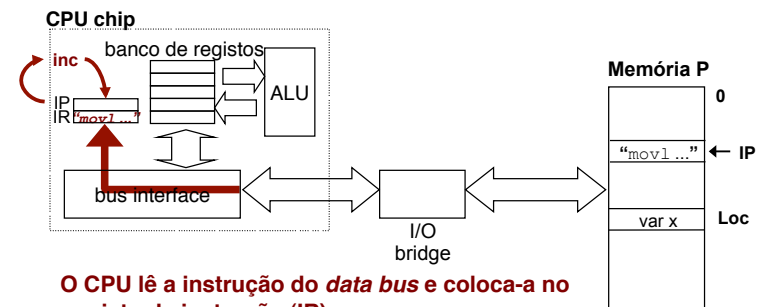 CPU chip
banco de registos
inc
ALU
IP
IR "movl ..."
bus interface
I/O
bridge
Memória P
0
"movl ..." ← IP
var x
Loc
O CPU lê a instrução do data bus e coloca-a no